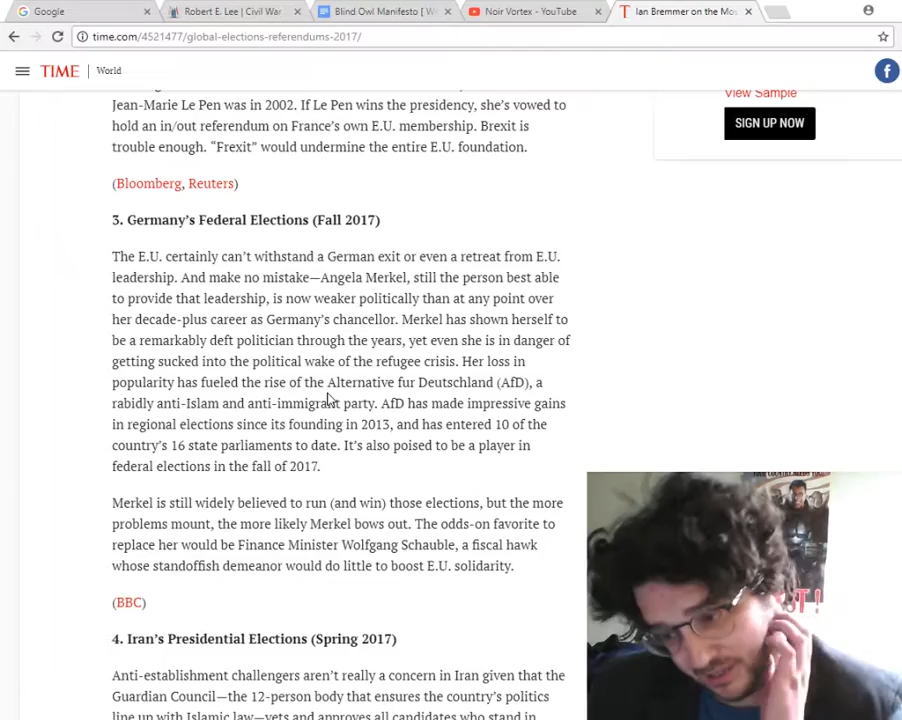 Google
Robert E. Lee | Civil War
Blind Owl Manifesto [ W
Noir Vortex - YouTube
Ian Bremmer on the Mo
time.com/4521477/global-elections-referendums-2017/
TIME
World
Jean-Marie Le Pen was in 2002. If Le Pen wins the presidency, she's vowed to
hold an in/out referendum on France's own E.U. membership. Brexit is
trouble enough. “Frexit” would undermine the entire E.U. foundation.
View Sample
SIGN UP NOW
(Bloomberg, Reuters)
3. Germany's Federal Elections (Fall 2017)
The E.U. certainly can't withstand a German exit or even a retreat from E.U.
leadership. And make no mistake—Angela Merkel, still the person best able
to provide that leadership, is now weaker politically than at any point over
her decade-plus career as Germany's chancellor. Merkel has shown herself to
be a remarkably deft politician through the years, yet even she is in danger of
getting sucked into the political wake of the refugee crisis. Her loss in
popularity has fueled the rise of the Alternative fur Deutschland (AfD), a
rabidly anti-Islam and anti-immigrant party. AfD has made impressive gains
in regional elections since its founding in 2013, and has entered 10 of the
country's 16 state parliaments to date. It's also poised to be a player in
federal elections in the fall of 2017.
Merkel is still widely believed to run (and win) those elections, but the more
problems mount, the more likely Merkel bows out. The odds-on favorite to
replace her would be Finance Minister Wolfgang Schauble, a fiscal hawk
whose standoffish demeanor would do little to boost E.U. solidarity.
(BBC)
4. Iran's Presidential Elections (Spring 2017)
Anti-establishment challengers aren't really a concern in Iran given that the
Guardian Council—the 12-person body that ensures the country's politics
line up with Islamic law—vets and approves all candidates who stand in